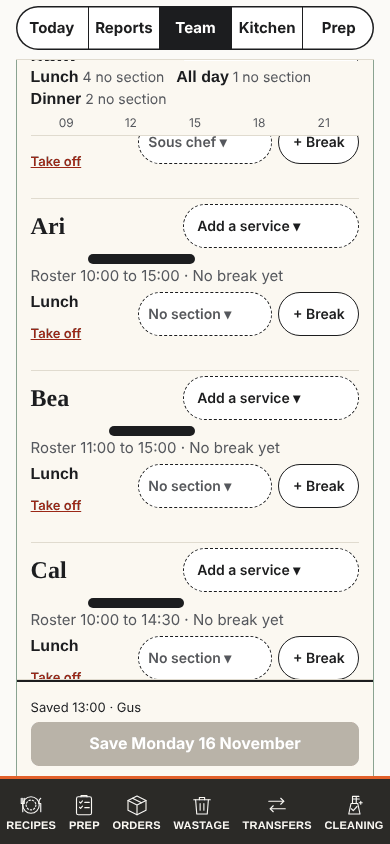 Today Reports Team Kitchen Prep
Lunch 4 no section All day 1 no section
Dinner 2 no section
09 12 15 18 21
Sous chef ▾ + Break
Take off
Ari Add a service ▾
Roster 10:00 to 15:00 · No break yet
Lunch No section ▾ + Break
Take off
Bea Add a service ▾
Roster 11:00 to 15:00 · No break yet
Lunch No section ▾ + Break
Take off
Cal Add a service ▾
Roster 10:00 to 14:30 · No break yet
Lunch No section ▾ + Break
Take off
Saved 13:00 · Gus
Save Monday 16 November
RECIPES PREP ORDERS WASTAGE TRANSFERS CLEANING